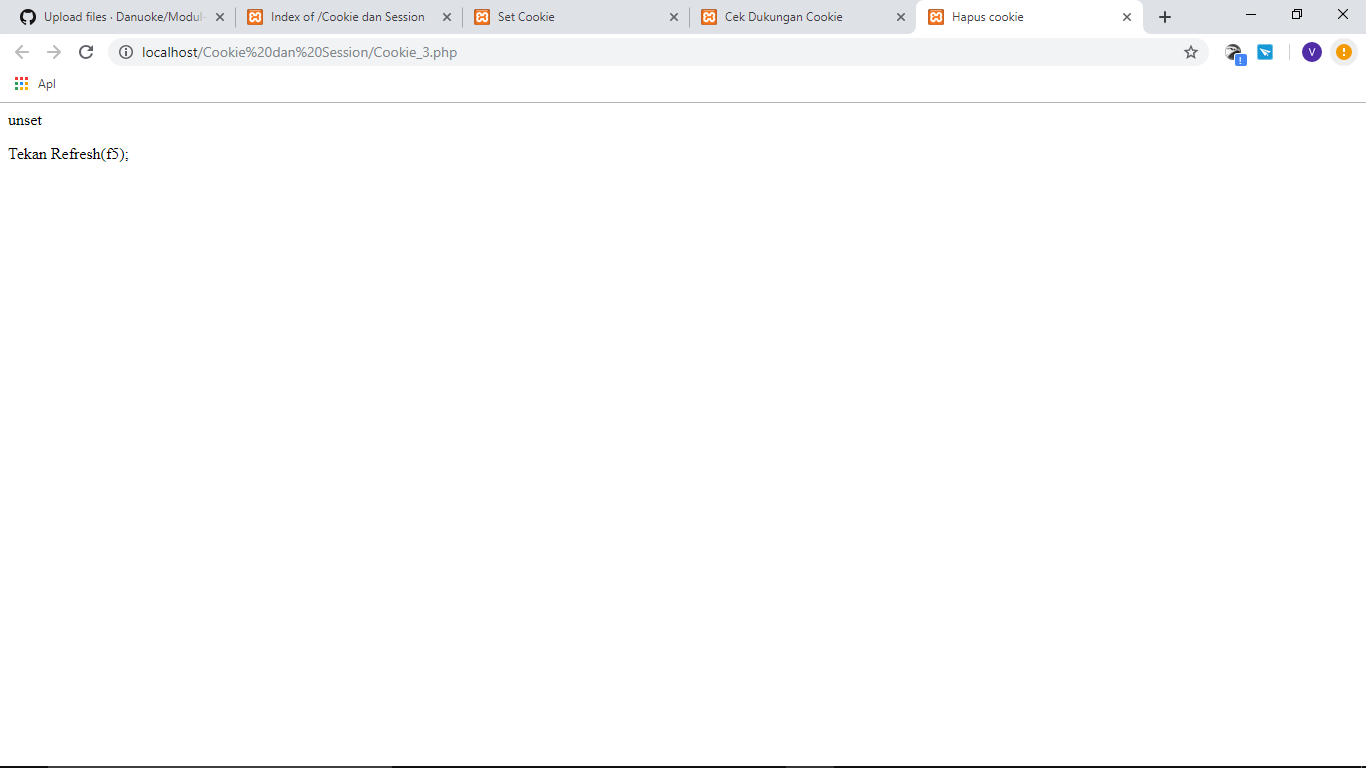 Upload files · Danuoke/Modul-
Index of /Cookie dan Session
Set Cookie
Cek Dukungan Cookie
Hapus cookie
localhost/Cookie%20dan%20Session/Cookie_3.php
V
Apl
unset
Tekan Refresh(f5);